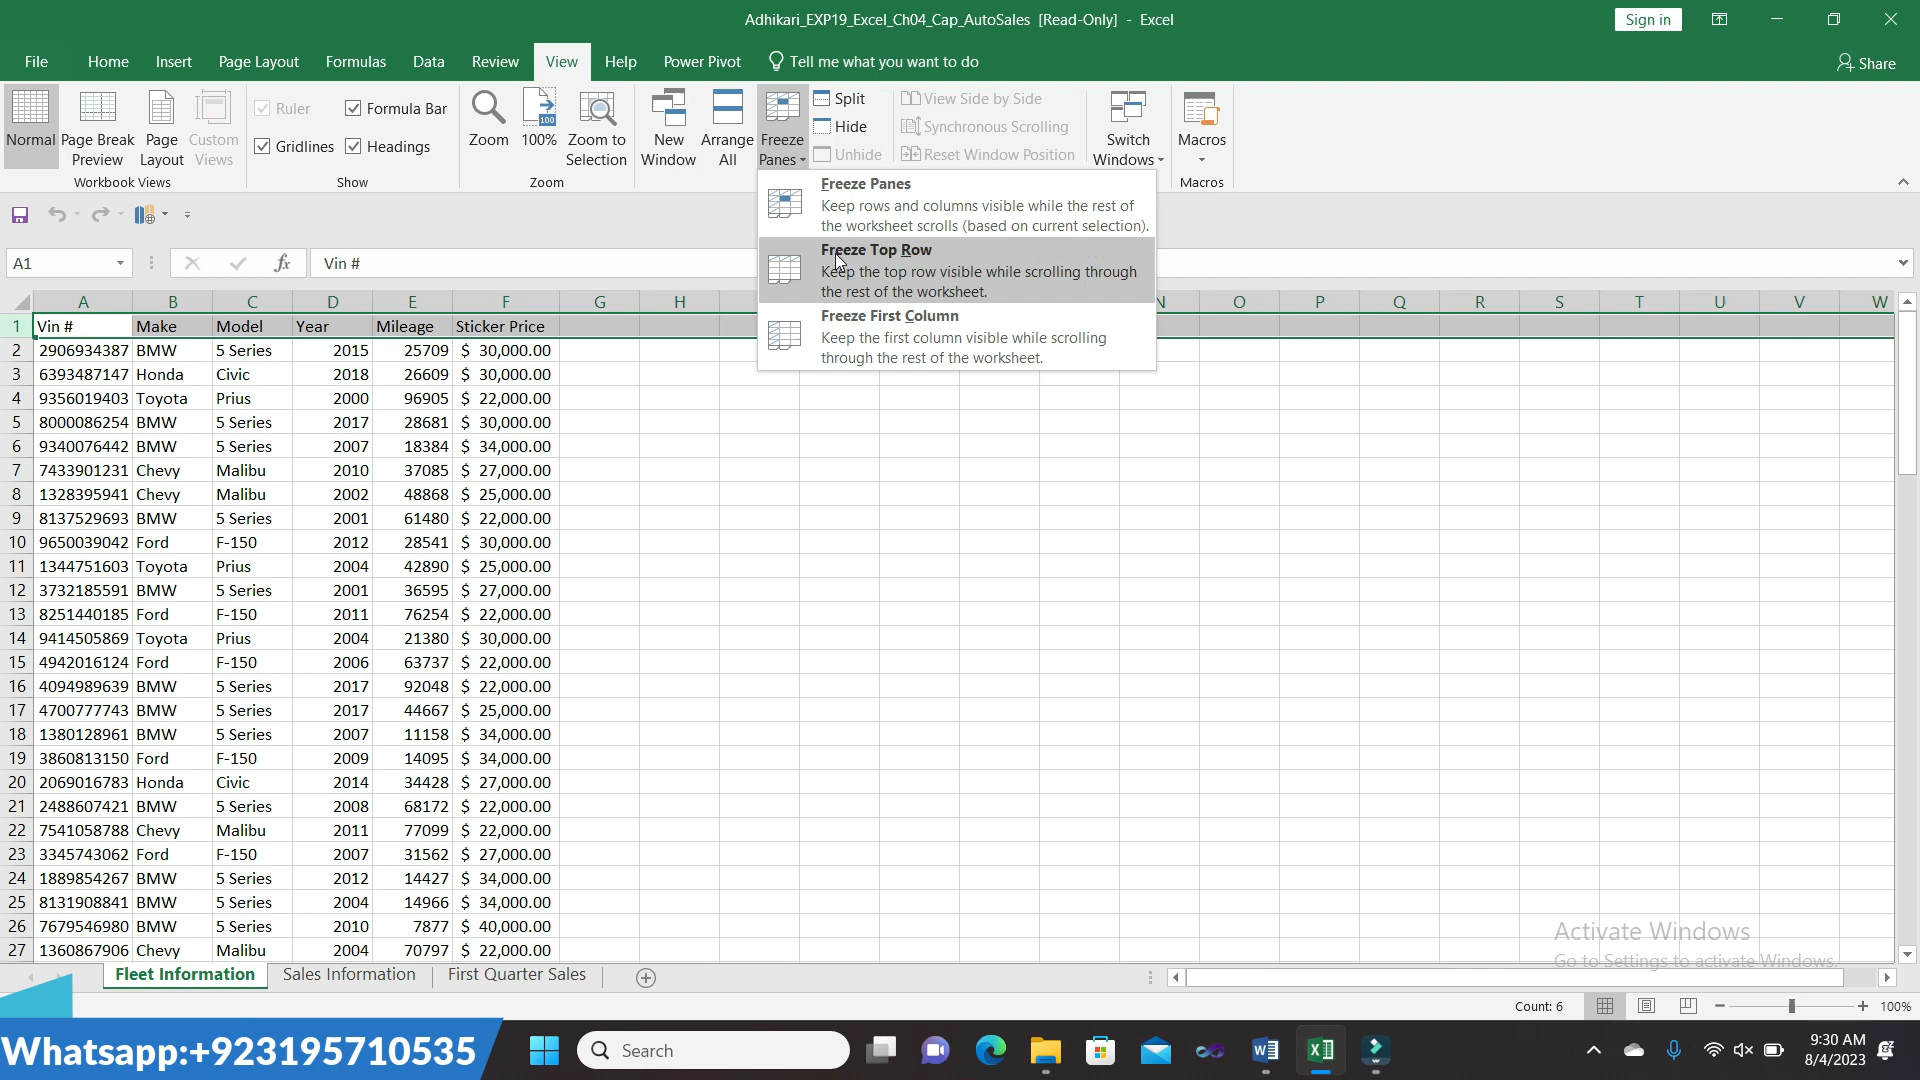 Adhikari_EXP19_Excel_Ch04_Cap_AutoSales [Read-Only] - Excel
Sign in
File Home Insert Page Layout Formulas Data Review View Help Power Pivot Tell me what you want to do Share
Normal
Page Break Preview
Page Layout
Custom Views
Workbook Views
Ruler
Formula Bar
Gridlines
Headings
Show
Zoom
100
100%
Zoom to Selection
Zoom
New Window
Arrange All
Freeze Panes
Split
Hide
Unhide
View Side by Side
Synchronous Scrolling
Reset Window Position
Switch Windows
Macros
Macros
Freeze Panes
Keep rows and columns visible while the rest of
the worksheet scrolls (based on current selection).
Freeze Top Row
Keep the top row visible while scrolling through
the rest of the worksheet.
Freeze First Column
Keep the first column visible while scrolling
through the rest of the worksheet.
A1 fx Vin #
A B C D E F G H N O P Q R S T U V W
1 Vin # Make Model Year Mileage Sticker Price
2 2906934387 BMW 5 Series 2015 25709 $ 30,000.00
3 6393487147 Honda Civic 2018 26609 $ 30,000.00
4 9356019403 Toyota Prius 2000 96905 $ 22,000.00
5 8000086254 BMW 5 Series 2017 28681 $ 30,000.00
6 9340076442 BMW 5 Series 2007 18384 $ 34,000.00
7 7433901231 Chevy Malibu 2010 37085 $ 27,000.00
8 1328395941 Chevy Malibu 2002 48868 $ 25,000.00
9 8137529693 BMW 5 Series 2001 61480 $ 22,000.00
10 9650039042 Ford F-150 2012 28541 $ 30,000.00
11 1344751603 Toyota Prius 2004 42890 $ 25,000.00
12 3732185591 BMW 5 Series 2001 36595 $ 27,000.00
13 8251440185 Ford F-150 2011 76254 $ 22,000.00
14 9414505869 Toyota Prius 2004 21380 $ 30,000.00
15 4942016124 Ford F-150 2006 63737 $ 22,000.00
16 4094989639 BMW 5 Series 2017 92048 $ 22,000.00
17 4700777743 BMW 5 Series 2017 44667 $ 25,000.00
18 1380128961 BMW 5 Series 2007 11158 $ 34,000.00
19 3860813150 Ford F-150 2009 14095 $ 34,000.00
20 2069016783 Honda Civic 2014 34428 $ 27,000.00
21 2488607421 BMW 5 Series 2008 68172 $ 22,000.00
22 7541058788 Chevy Malibu 2011 77099 $ 22,000.00
23 3345743062 Ford F-150 2007 31562 $ 27,000.00
24 1889854267 BMW 5 Series 2012 14427 $ 34,000.00
25 8131908841 BMW 5 Series 2004 14966 $ 34,000.00
26 7679546980 BMW 5 Series 2010 7877 $ 40,000.00
27 1360867906 Chevy Malibu 2004 70797 $ 22,000.00
Activate Windows
Go to Settings to activate Windows.
Fleet Information Sales Information First Quarter Sales
Count: 6 100%
Whatsapp:+923195710535
Search
9:30 AM
8/4/2023